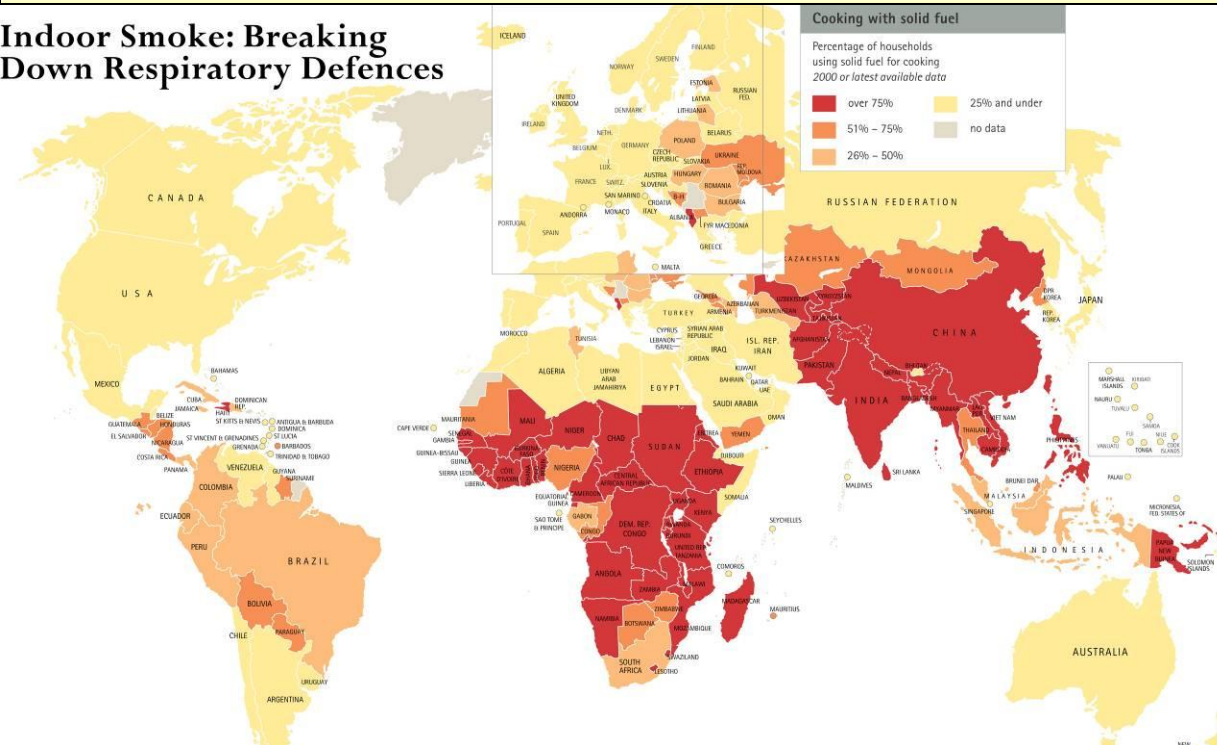 Indoor Smoke: Breaking
Down Respiratory Defences
Cooking with solid fuel
Percentage of households
using solid fuel for cooking
2000 or latest available data
over 75%
51% – 75%
26% – 50%
25% and under
no data
ICELAND
NORWAY
SWEDEN
FINLAND
ESTONIA
LATVIA
LITHUANIA
RUSSIAN
FED.
UNITED
KINGDOM
IRELAND
DENMARK
NETH.
BELGIUM
GERMANY
POLAND
BELARUS
LUX.
CZECH
REPUBLIC
SLOVAKIA
UKRAINE
REP.
MOLDOVA
FRANCE
SWITZ.
AUSTRIA
SLOVENIA
HUNGARY
ROMANIA
SAN MARINO
CROATIA
B-H
BULGARIA
ANDORRA
MONACO
ITALY
ALBANIA
FYR MACEDONIA
PORTUGAL
SPAIN
GREECE
CANADA
USA
MEXICO
BAHAMAS
CUBA
JAMAICA
HAITI
DOMINICAN
REP.
BELIZE
GUATEMALA
HONDURAS
EL SALVADOR
NICARAGUA
COSTA RICA
PANAMA
ST KITTS & NEVIS
ANTIGUA & BARBUDA
DOMINICA
ST VINCENT & GRENADINES
ST LUCIA
GRENADA
BARBADOS
TRINIDAD & TOBAGO
VENEZUELA
GUYANA
SURINAME
COLOMBIA
ECUADOR
PERU
BRAZIL
BOLIVIA
PARAGUAY
CHILE
URUGUAY
ARGENTINA
MALTA
MOROCCO
TUNISIA
ALGERIA
LIBYAN
ARAB
JAMAHIRIYA
EGYPT
TURKEY
CYPRUS
LEBANON
ISRAEL
SYRIAN ARAB
REPUBLIC
JORDAN
IRAQ
ISL. REP.
IRAN
KUWAIT
BAHRAIN
QATAR
UAE
SAUDI ARABIA
OMAN
YEMEN
GEORGIA
ARMENIA
AZERBAIJAN
TURKMENISTAN
UZBEKISTAN
KAZAKHSTAN
KYRGYZSTAN
TAJIKISTAN
AFGHANISTAN
PAKISTAN
RUSSIAN FEDERATION
MONGOLIA
CHINA
DPR
KOREA
REP.
KOREA
JAPAN
INDIA
NEPAL
BHUTAN
BANGLADESH
MYANMAR
LAO
VIET NAM
THAILAND
CAMBODIA
PHILIPPINES
SRI LANKA
MALDIVES
MALAYSIA
BRUNEI DAR.
SINGAPORE
INDONESIA
PALAU
MICRONESIA,
FED. STATES OF
PAPUA
NEW
GUINEA
SOLOMON
ISLANDS
MARSHALL
ISLANDS
KIRIBATI
NAURU
TUVALU
SAMOA
VANUATU
FIJI
TONGA
NIUE
COOK
ISLANDS
AUSTRALIA
NEW
CAPE VERDE
MAURITANIA
SENEGAL
GAMBIA
GUINEA-BISSAU
GUINEA
SIERRA LEONE
LIBERIA
MALI
BURKINA
FASO
CÔTE
D'IVOIRE
GHANA
NIGER
NIGERIA
CHAD
SUDAN
ERITREA
DJIBOUTI
ETHIOPIA
SOMALIA
CENTRAL
AFRICAN REPUBLIC
CAMEROON
EQUATORIAL
GUINEA
SAO TOME
& PRINCIPE
GABON
CONGO
DEM. REP.
CONGO
UGANDA
KENYA
RWANDA
BURUNDI
UNITED REP.
TANZANIA
SEYCHELLES
COMOROS
ANGOLA
ZAMBIA
MALAWI
ZIMBABWE
MOZAMBIQUE
MADAGASCAR
MAURITIUS
NAMIBIA
BOTSWANA
SOUTH
AFRICA
SWAZILAND
LESOTHO